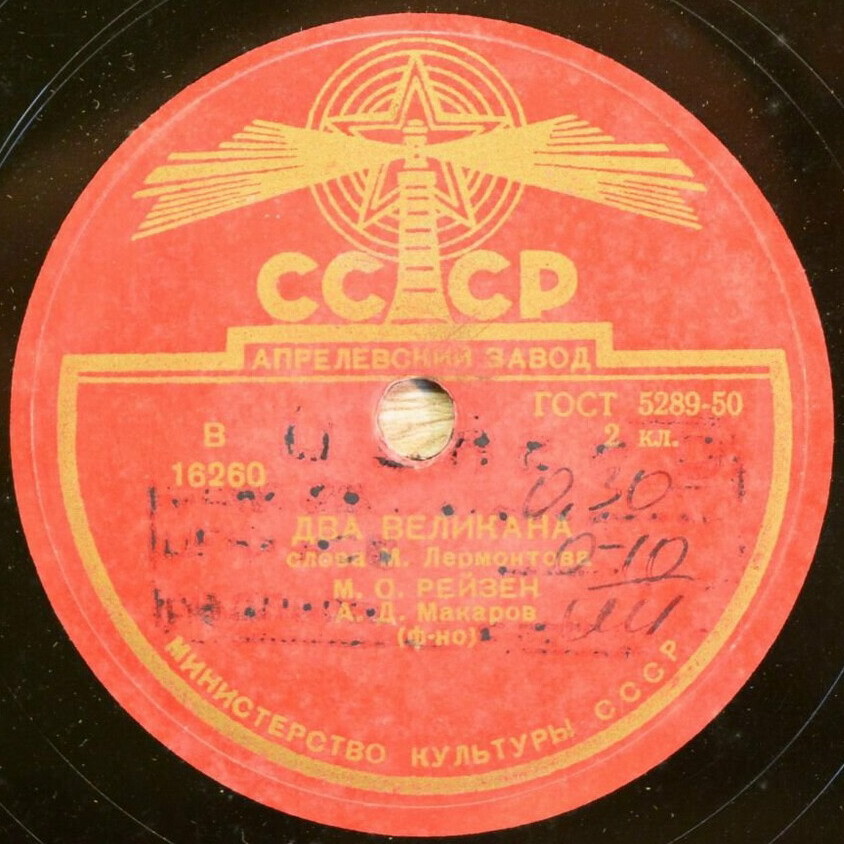 СССР
АПРЕЛЕВСКИЙ ЗАВОД
ГОСТ 5289-50
2 кл.
В
16260
0,30
ДВА ВЕЛИКАНА
слова М. Лермонтова
0-10
М. О. РЕЙЗЕН
А. Д. Макаров
(ф-но)
МИНИСТЕРСТВО КУЛЬТУРЫ СССР